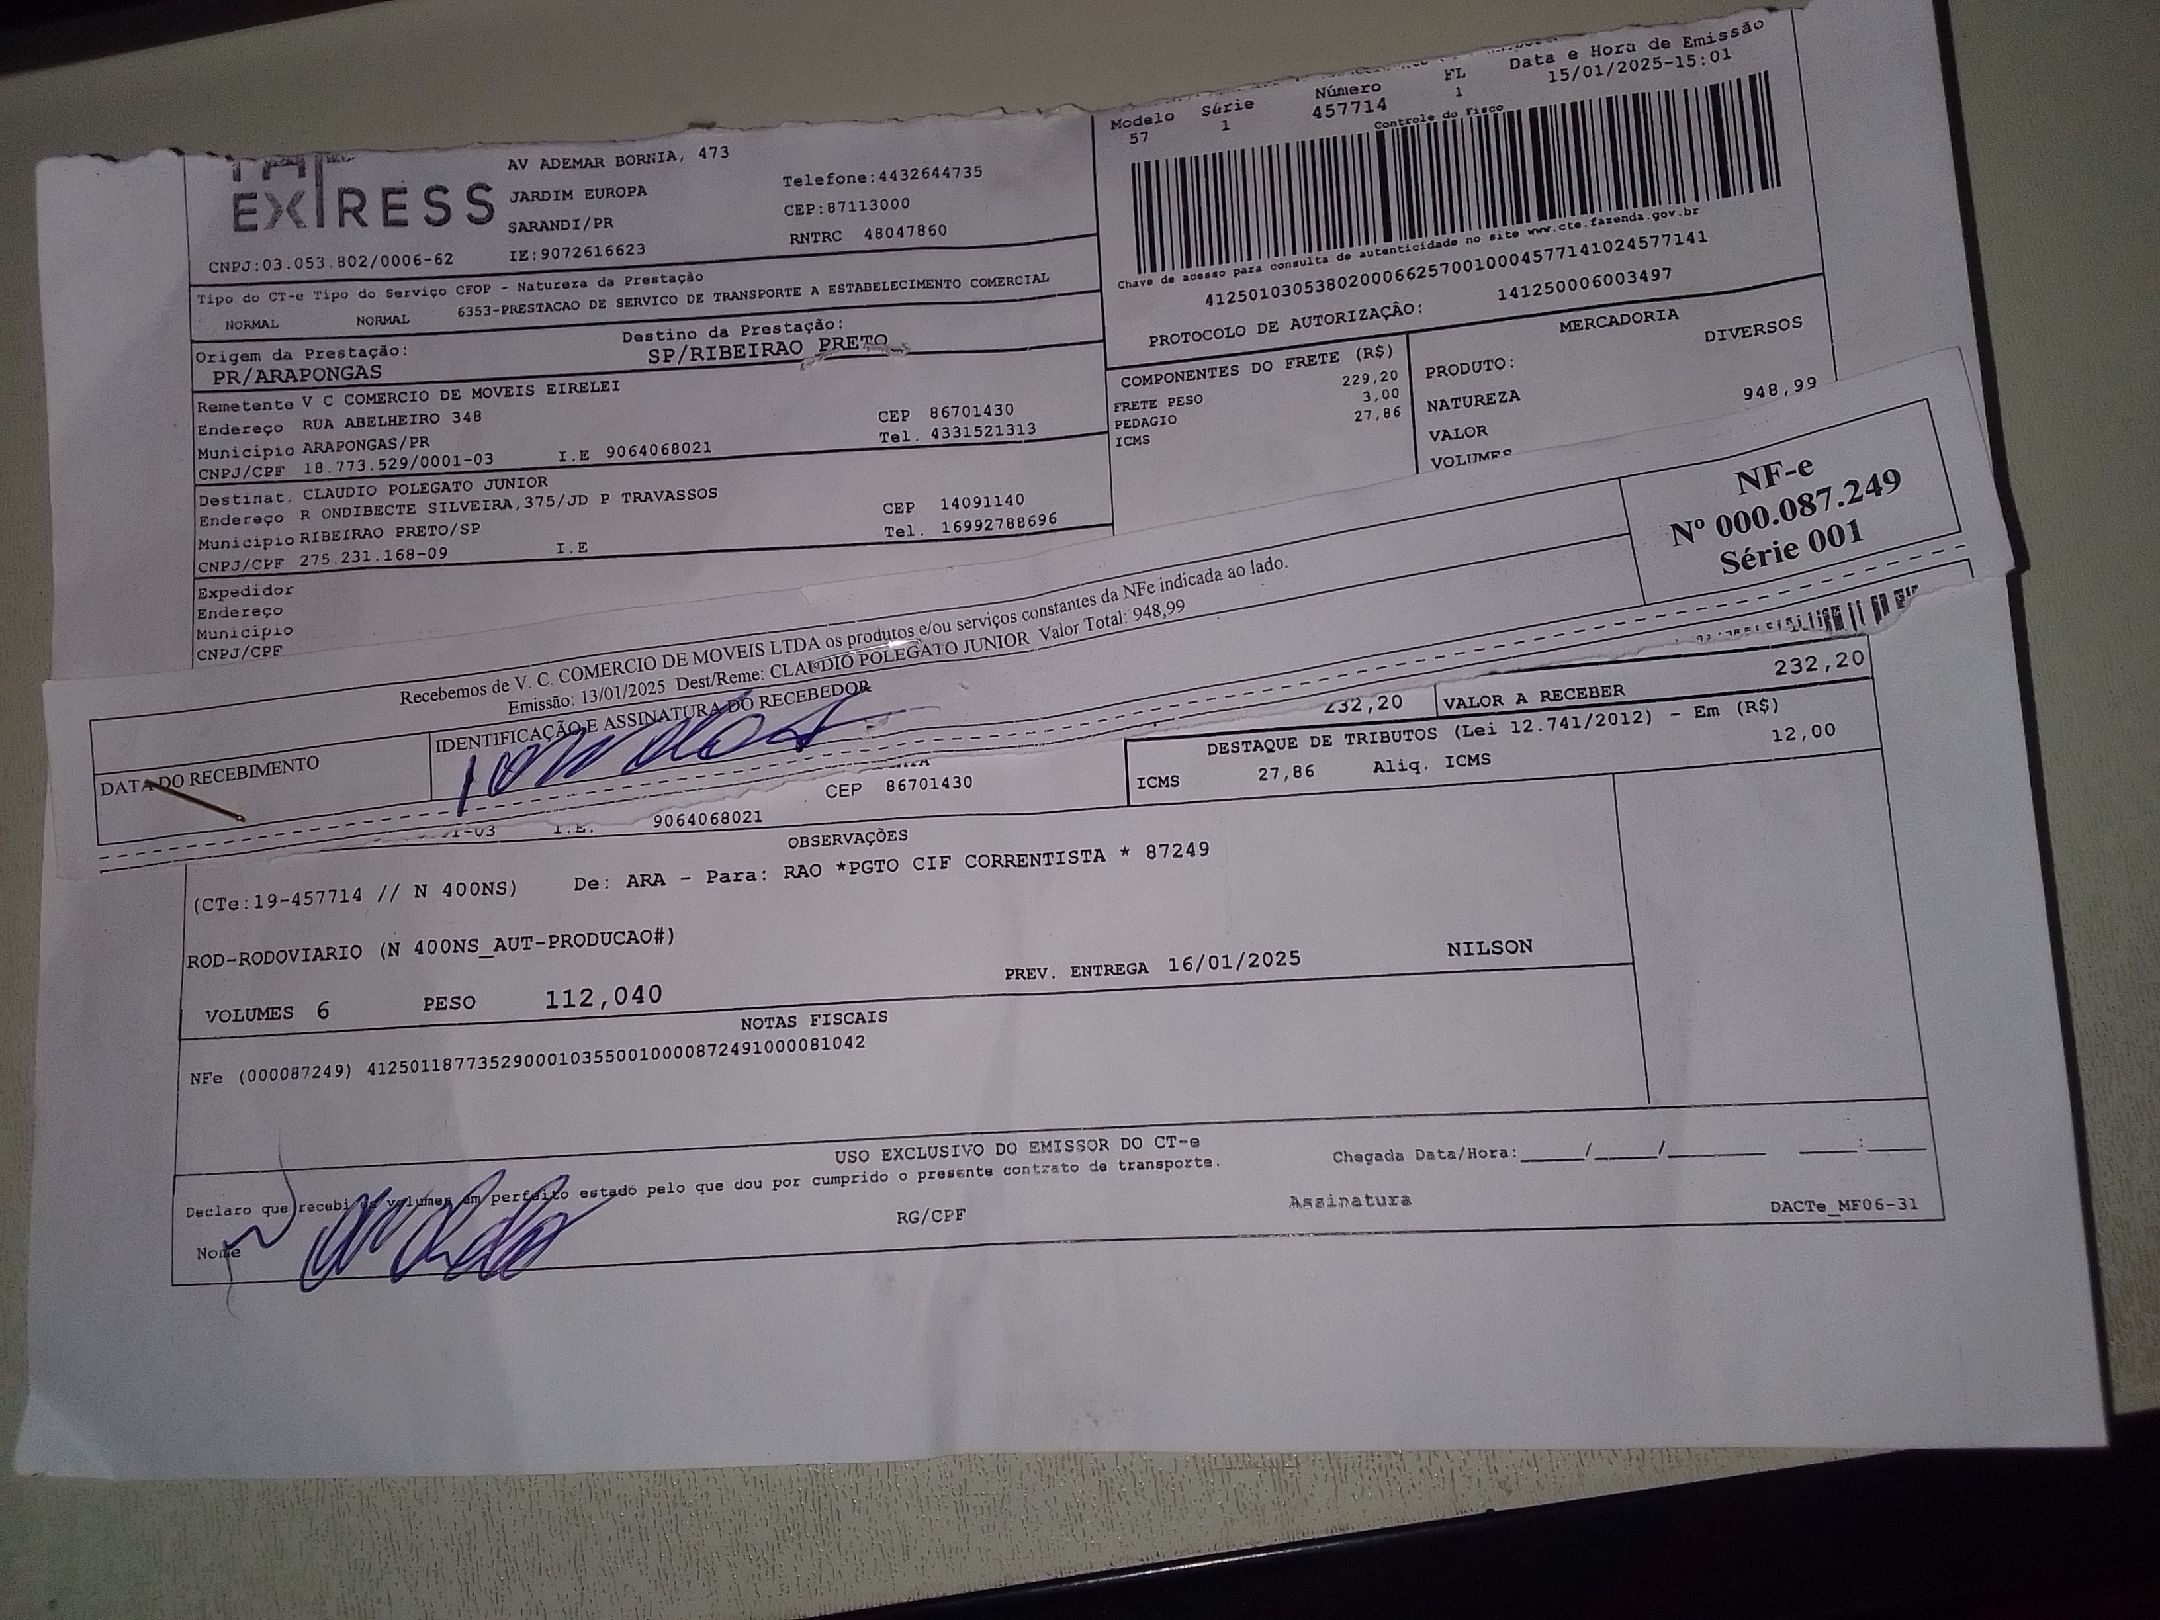 EXPRESS
AV ADEMAR BORNIA, 473
JARDIM EUROPA
SARANDI/PR
Telefone:4432644735
CEP:87113000
RNTRC 48047860
CNPJ:03.053.802/0006-62 IE:9072616623
Modelo Série Número FL Data e Hora de Emissão
57 1 457714 1 15/01/2025-15:01
Controle do Fisco
Chave de acesso para consulta de autenticidade no site www.cte.fazenda.gov.br
41250103053802000662570010004577141024577141
PROTOCOLO DE AUTORIZAÇÃO: 141250006003497
Tipo do CT-e Tipo do Serviço CFOP - Natureza da Prestação
NORMAL NORMAL 6353-PRESTACAO DE SERVICO DE TRANSPORTE A ESTABELECIMENTO COMERCIAL
Origem da Prestação: Destino da Prestação:
PR/ARAPONGAS SP/RIBEIRAO PRETO
Remetente V C COMERCIO DE MOVEIS EIRELEI
Endereço RUA ABELHEIRO 348 CEP 86701430
Município ARAPONGAS/PR Tel. 4331521313
CNPJ/CPF 18.773.529/0001-03 I.E 9064068021
Destinat. CLAUDIO POLEGATO JUNIOR
Endereço R ONDIBECTE SILVEIRA,375/JD P TRAVASSOS CEP 14091140
Município RIBEIRAO PRETO/SP Tel. 16992788696
CNPJ/CPF 275.231.168-09 I.E
Expedidor
Endereço
Município
CNPJ/CPF
COMPONENTES DO FRETE (R$)
FRETE PESO 229,20
PEDAGIO 3,00
ICMS 27,86
MERCADORIA
PRODUTO: DIVERSOS
NATUREZA
VALOR 948,99
VOLUMES
NF-e
Nº 000.087.249
Série 001
Recebemos de V. C. COMERCIO DE MOVEIS LTDA os produtos e/ou serviços constantes da NFe indicada ao lado.
Emissão: 13/01/2025 Dest/Reme: CLAUDIO POLEGATO JUNIOR Valor Total: 948,99
DATA DO RECEBIMENTO
IDENTIFICAÇÃO E ASSINATURA DO RECEBEDOR
232,20 VALOR A RECEBER 232,20
DESTAQUE DE TRIBUTOS (Lei 12.741/2012) - Em (R$)
ICMS 27,86 Aliq. ICMS 12,00
CEP 86701430
-03 I.E. 9064068021
OBSERVAÇÕES
(CTe:19-457714 // N 400NS) De: ARA - Para: RAO *PGTO CIF CORRENTISTA * 87249
ROD-RODOVIARIO (N 400NS_AUT-PRODUCAO#)
PREV. ENTREGA 16/01/2025 NILSON
VOLUMES 6 PESO 112,040
NOTAS FISCAIS
NFe (000087249) 41250118773529000103550010000872491000081042
USO EXCLUSIVO DO EMISSOR DO CT-e
Declaro que recebi os volumes em perfeito estado pelo que dou por cumprido o presente contrato de transporte.
Chegada Data/Hora:_____/_____/________ _____:_____
Nome RG/CPF Assinatura
DACTe_MF06-31